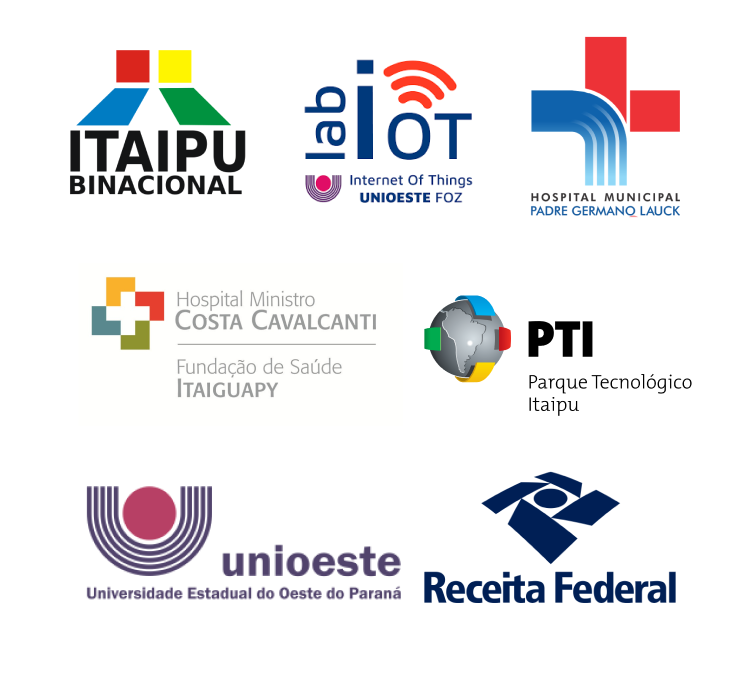 ITAIPU
BINACIONAL
lab iOT
Internet Of Things
UNIOESTE FOZ
HOSPITAL MUNICIPAL
PADRE GERMANO LAUCK
Hospital Ministro
COSTA CAVALCANTI
Fundação de Saúde
ITAIGUAPY
PTI
Parque Tecnológico
Itaipu
unioeste
Universidade Estadual do Oeste do Paraná
Receita Federal